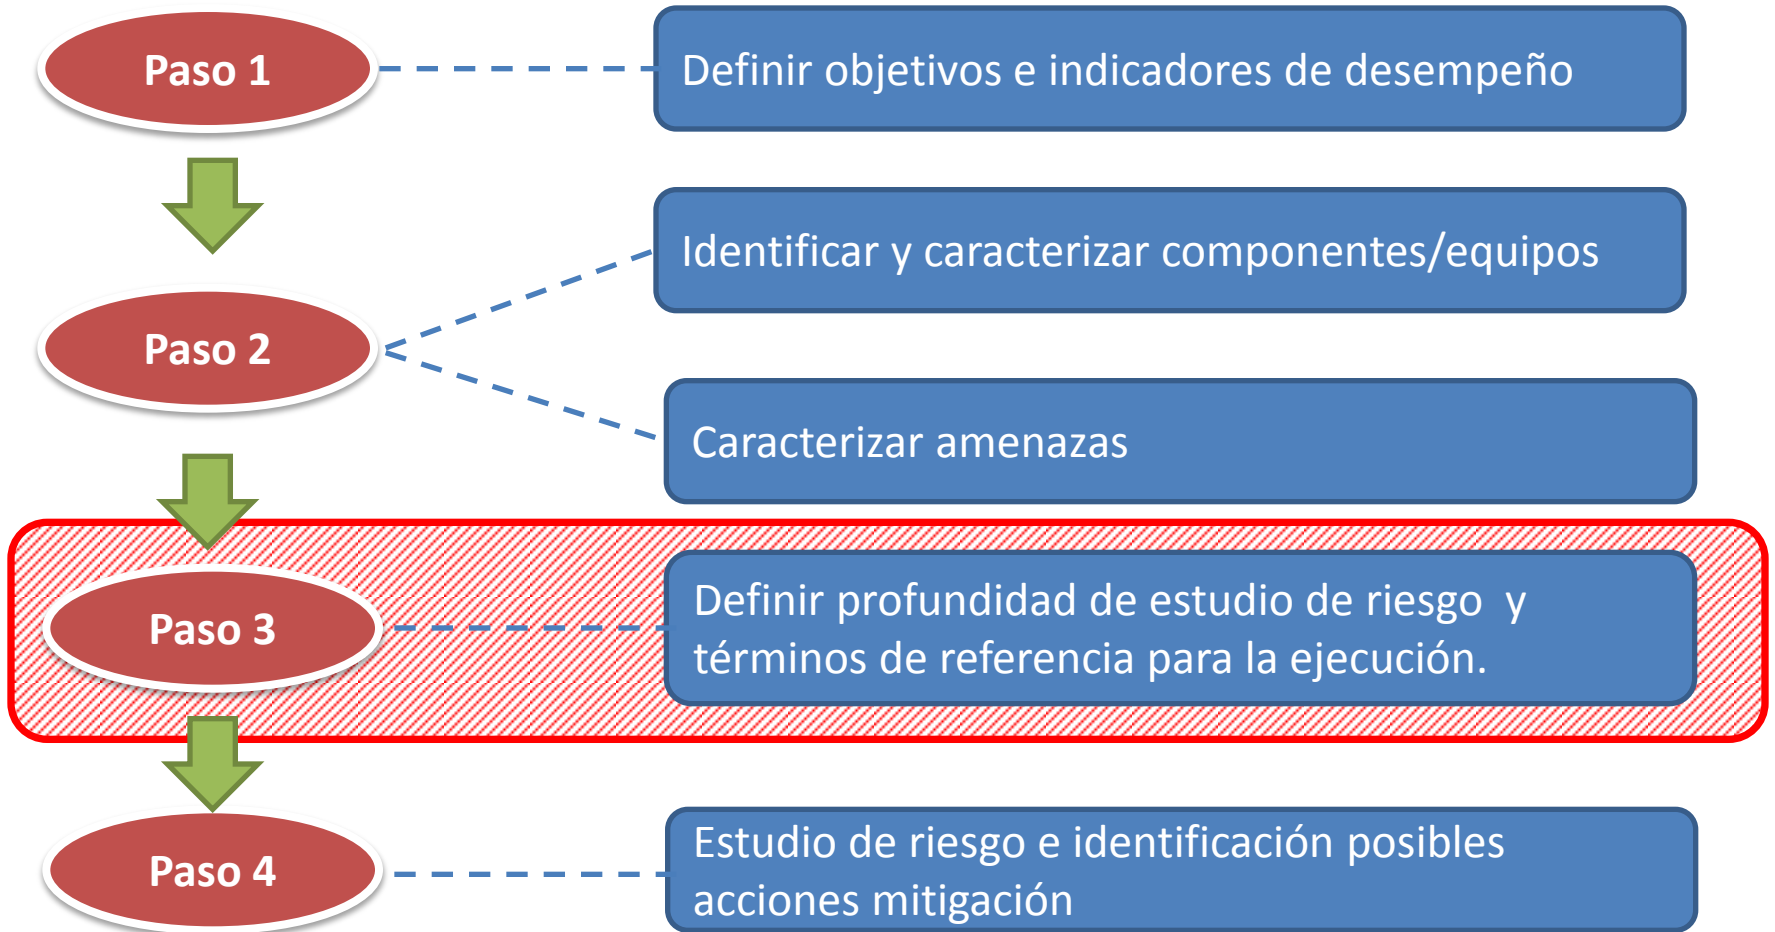 Paso 1
Definir objetivos e indicadores de desempeño
Identificar y caracterizar componentes/equipos
Paso 2
Caracterizar amenazas
Paso 3
Definir profundidad de estudio de riesgo  y
términos de referencia para la ejecución.
Paso 4
Estudio de riesgo e identificación posibles
acciones mitigación